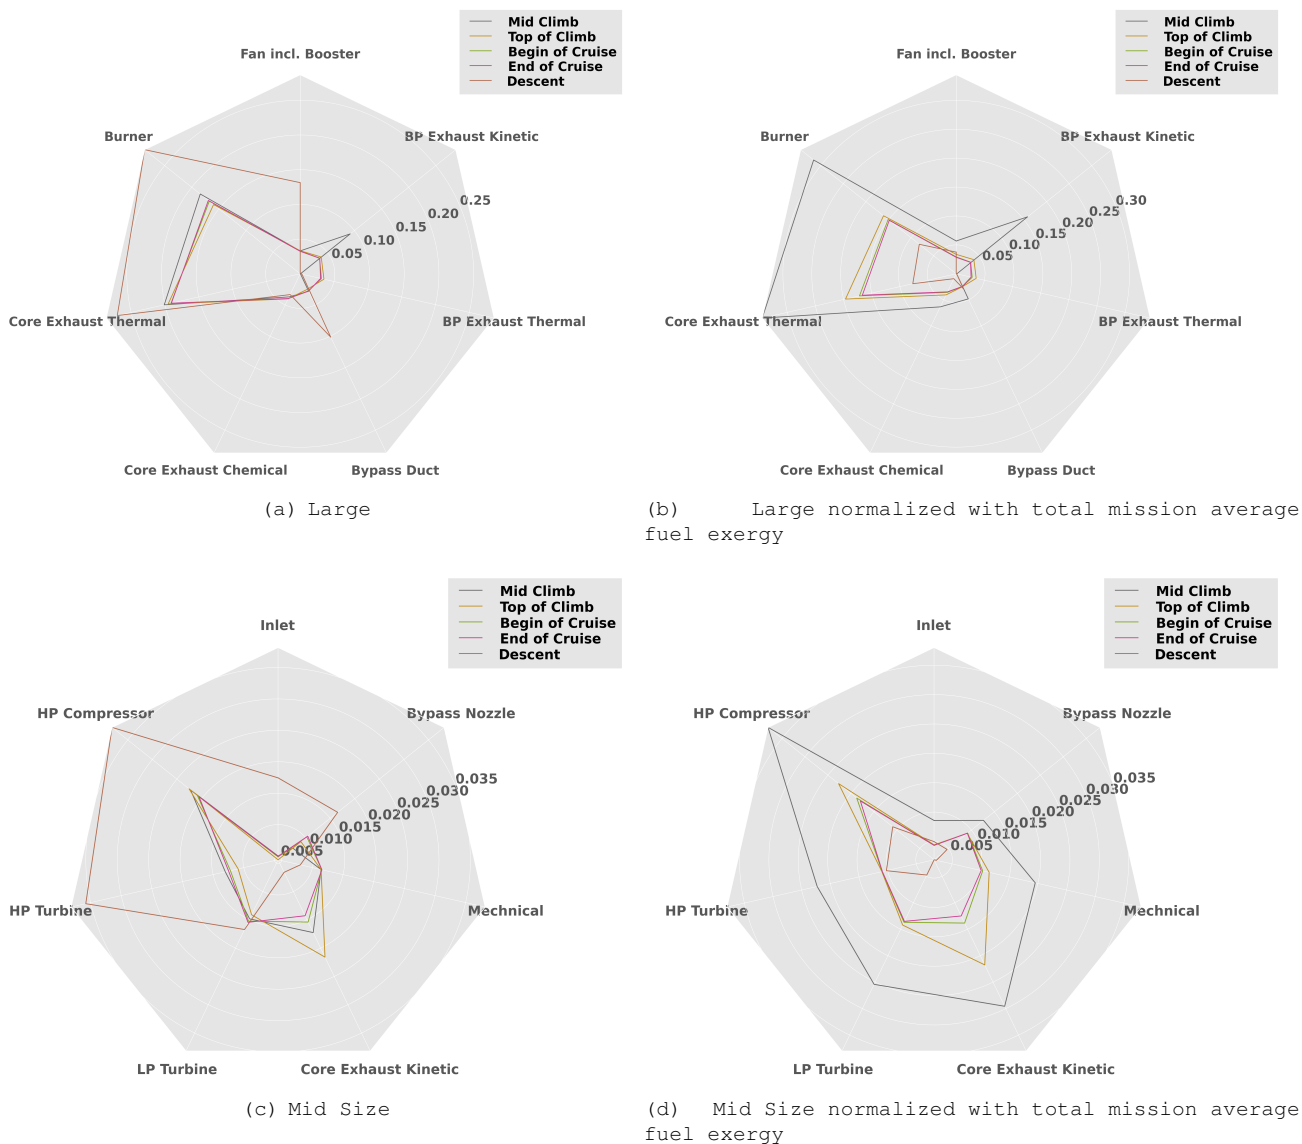 Mid Climb
Top of Climb
Begin of Cruise
End of Cruise
Descent
Fan incl. Booster
Burner
BP Exhaust Kinetic
0.25
0.20
0.15
0.10
0.05
Core Exhaust Thermal
BP Exhaust Thermal
Core Exhaust Chemical
Bypass Duct
(a) Large
Mid Climb
Top of Climb
Begin of Cruise
End of Cruise
Descent
Fan incl. Booster
Burner
BP Exhaust Kinetic
0.30
0.25
0.20
0.15
0.10
0.05
Core Exhaust Thermal
BP Exhaust Thermal
Core Exhaust Chemical
Bypass Duct
(b) Large normalized with total mission average
fuel exergy
Mid Climb
Top of Climb
Begin of Cruise
End of Cruise
Descent
Inlet
HP Compressor
Bypass Nozzle
0.035
0.030
0.025
0.020
0.015
0.010
0.005
HP Turbine
Mechnical
LP Turbine
Core Exhaust Kinetic
(c) Mid Size
Mid Climb
Top of Climb
Begin of Cruise
End of Cruise
Descent
Inlet
HP Compressor
Bypass Nozzle
0.035
0.030
0.025
0.020
0.015
0.010
0.005
HP Turbine
Mechnical
LP Turbine
Core Exhaust Kinetic
(d) Mid Size normalized with total mission average
fuel exergy